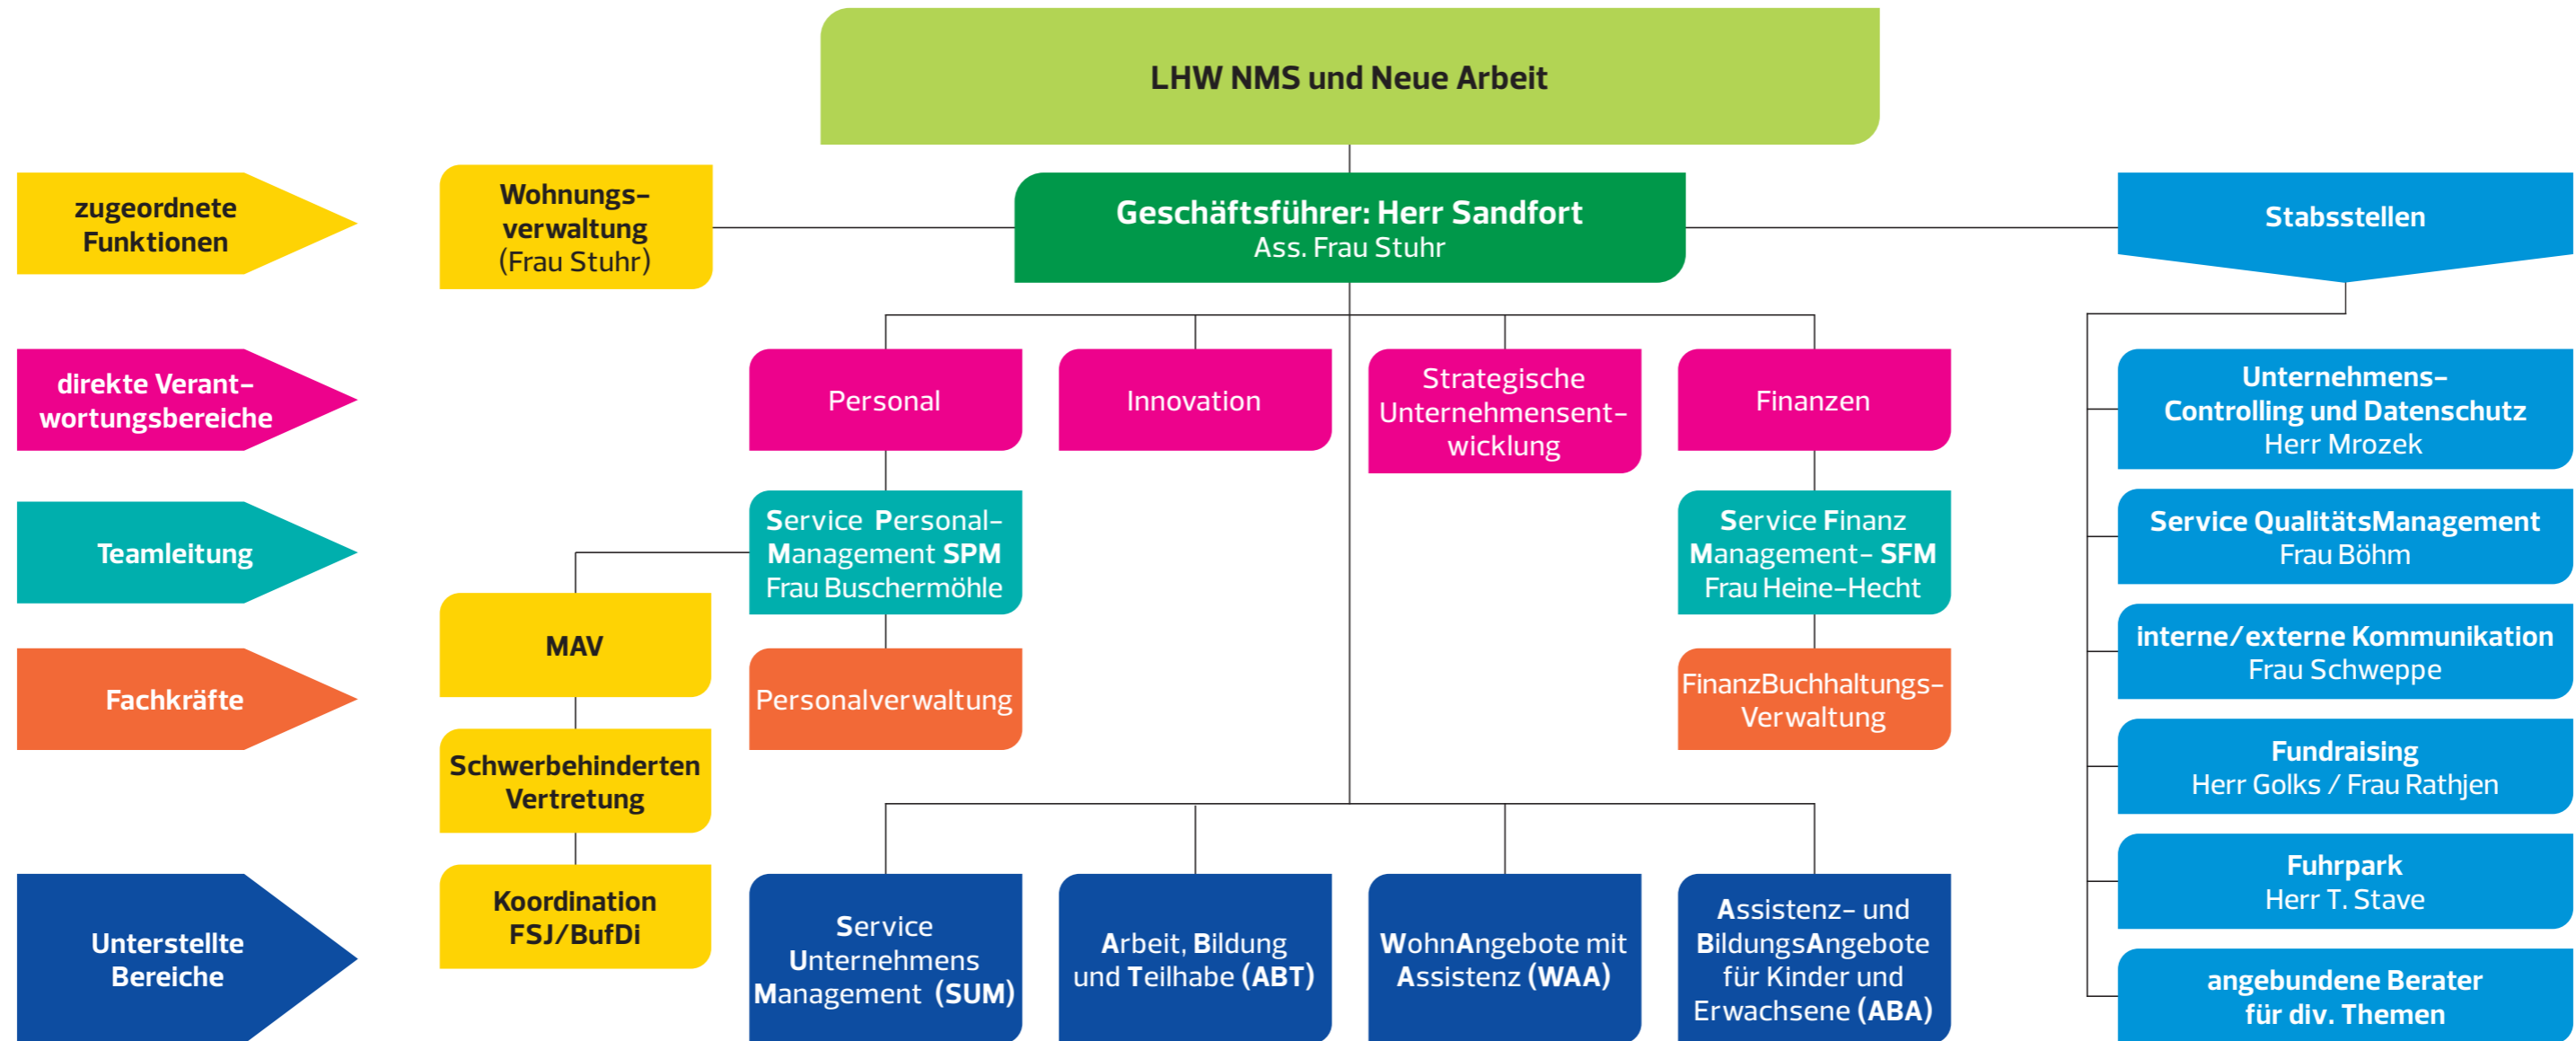 LHW NMS und Neue Arbeit
zugeordnete
Funktionen
Wohnungs-
verwaltung
(Frau Stuhr)
Geschäftsführer: Herr Sandfort
Ass. Frau Stuhr
Stabsstellen
direkte Verant-
wortungsbereiche
Personal
Innovation
Strategische
Unternehmensent-
wicklung
Finanzen
Unternehmens-
Controlling und Datenschutz
Herr Mrozek
Teamleitung
Service Personal-
Management SPM
Frau Buschermöhle
Service Finanz
Management- SFM
Frau Heine-Hecht
Service QualitätsManagement
Frau Böhm
MAV
interne/externe Kommunikation
Frau Schweppe
Fachkräfte
Personalverwaltung
FinanzBuchhaltungs-
Verwaltung
Schwerbehinderten
Vertretung
Fundraising
Herr Golks / Frau Rathjen
Koordination
FSJ/BufDi
Fuhrpark
Herr T. Stave
Unterstellte
Bereiche
Service
Unternehmens
Management (SUM)
Arbeit, Bildung
und Teilhabe (ABT)
WohnAngebote mit
Assistenz (WAA)
Assistenz- und
BildungsAngebote
für Kinder und
Erwachsene (ABA)
angebundene Berater
für div. Themen